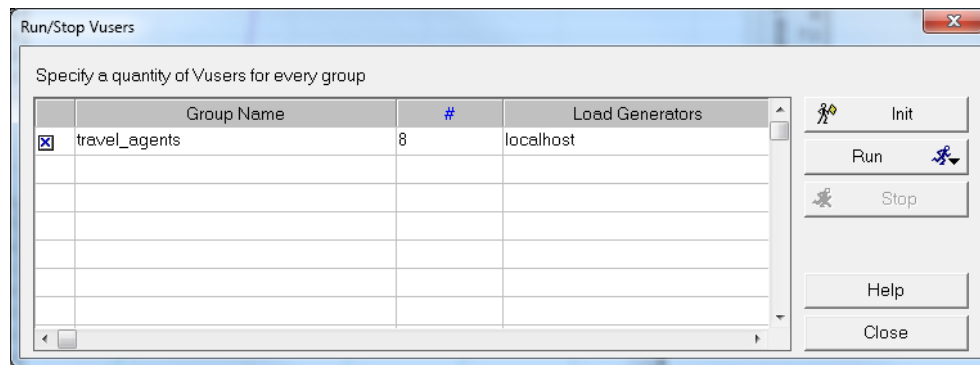 Run/Stop Vusers
Specify a quantity of Vusers for every group
Group Name # Load Generators
travel_agents 8 localhost
Init
Run
Stop
Help
Close